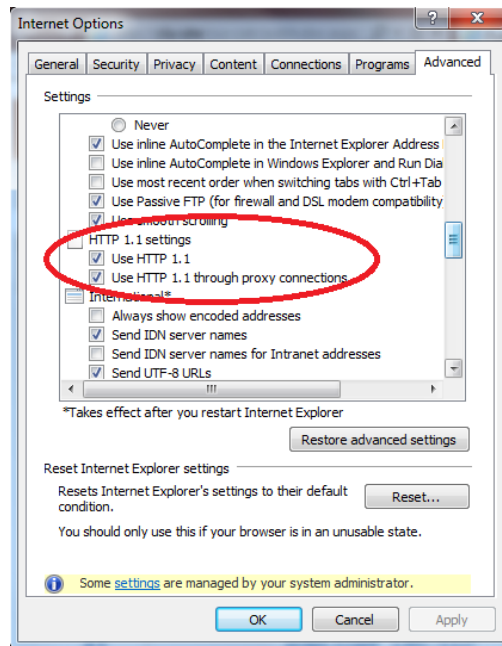 Internet Options
General Security Privacy Content Connections Programs Advanced
Settings
Never
Use inline AutoComplete in the Internet Explorer Address
Use inline AutoComplete in Windows Explorer and Run Dia
Use most recent order when switching tabs with Ctrl+Tab
Use Passive FTP (for firewall and DSL modem compatibility
Use smooth scrolling
HTTP 1.1 settings
Use HTTP 1.1
Use HTTP 1.1 through proxy connections
International*
Always show encoded addresses
Send IDN server names
Send IDN server names for Intranet addresses
Send UTF-8 URLs
*Takes effect after you restart Internet Explorer
Restore advanced settings
Reset Internet Explorer settings
Resets Internet Explorer's settings to their default
condition.
Reset...
You should only use this if your browser is in an unusable state.
Some settings are managed by your system administrator.
OK Cancel Apply